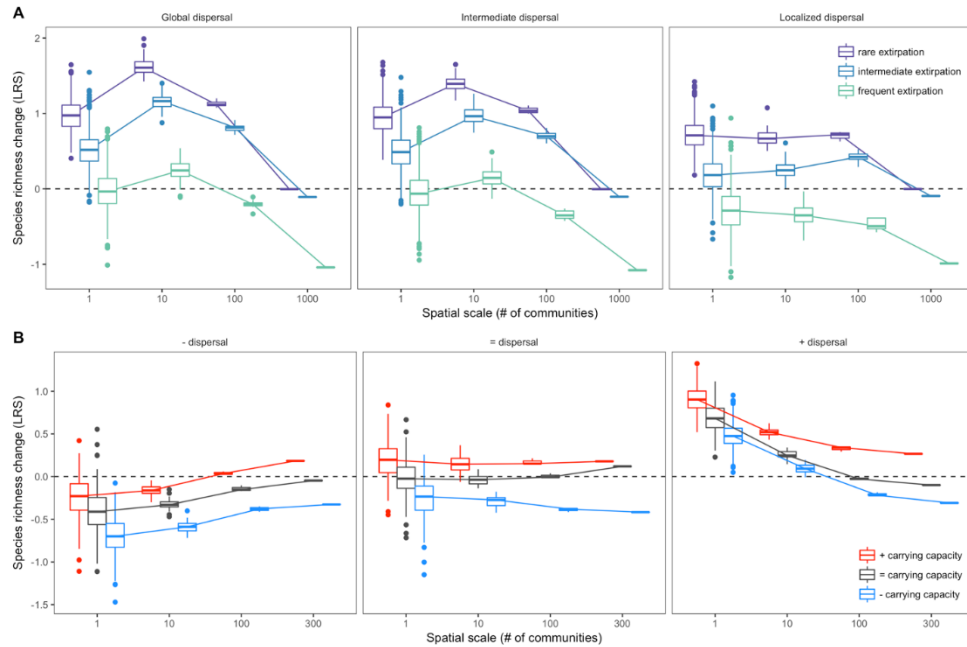 A
Global dispersal
Intermediate dispersal
Localized dispersal
Species richness change (LRS)
2
1
0
-1
rare extirpation
intermediate extirpation
frequent extirpation
1 10 100 1000
1 10 100 1000
1 10 100 1000
Spatial scale (# of communities)
B
- dispersal
= dispersal
+ dispersal
Species richness change (LRS)
1.0
0.5
0.0
-0.5
-1.0
-1.5
+ carrying capacity
= carrying capacity
- carrying capacity
1 10 100 300
1 10 100 300
1 10 100 300
Spatial scale (# of communities)